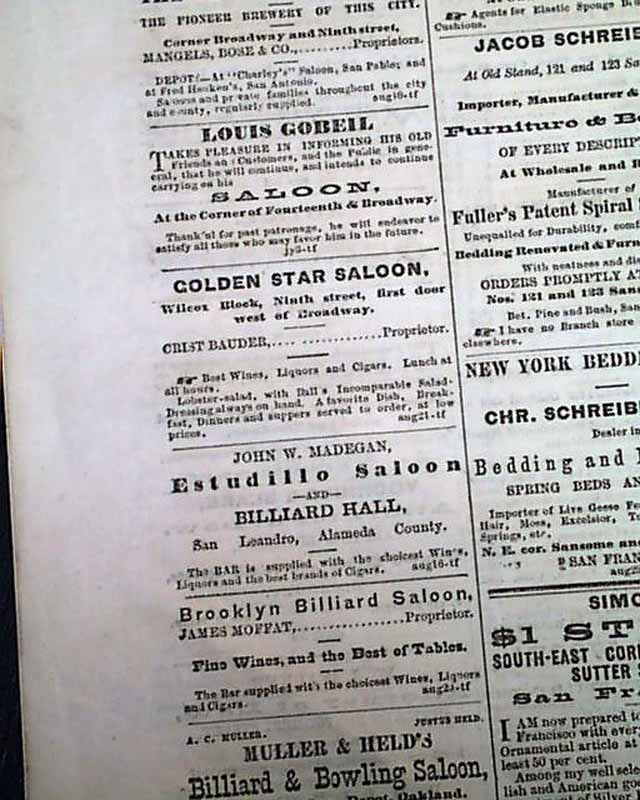 THE PIONEER BREWERY OF THIS CITY.
Corner Broadway and Ninth street,
MANGELS, BOSE & CO.,..........Proprietors.
DEPOTS—At "Charley's" Saloon, San Pablo; and
at Fred Henken's, San Antonio.
Saloons and private families throughout the city
and county, regularly supplied. aug16-tf
LOUIS GOBEIL
TAKES PLEASURE IN INFORMING HIS OLD
Friends and Customers, and the Public in gene-
eral, that he will continue, and intends to continue
carrying on his
SALOON,
At the Corner of Fourteenth & Broadway.
Thankful for past patronage, he will endeavor to
satisfy all those who may favor him in the future.
jy3-tf
GOLDEN STAR SALOON,
Wilcox Block, Ninth street, first door
west of Broadway.
CRIST BAUDER,.... ..............Proprietor.
Best Wines, Liquors and Cigars. Lunch at
all hours.
Lobster-salad, with Ball's Incomparable Salad-
Dressing always on hand. A favorite Dish, Break-
fast, Dinners and suppers served to order, at low
prices. aug21-tf
JOHN W. MADEGAN,
Estudillo Saloon
—AND—
BILLIARD HALL,
San Leandro, Alameda County.
The BAR is supplied with the choicest Wines,
Liquors and the best brands of Cigars. aug16-tf
Brooklyn Billiard Saloon,
JAMES MOFFAT,....................Proprietor.
Fine Wines, and the Best of Tables.
The Bar supplied with the choicest Wines, Liquors
and Cigars.
A. C. MULLER. JUSTUS HELD.
MULLER & HELD'S
Billiard & Bowling Saloon,
Depot, Oakland.
Agents for Elastic Sponge
Cushions.
JACOB SCHREIB
At Old Stand, 121 and 123 Sa
Importer, Manufacturer &
Furniture & Be
OF EVERY DESCRIPT
At Wholesale and R
Manufacturer of
Fuller's Patent Spiral S
Unequalled for Durability, com
Bedding Renovated & Furn
With neatness and dis
ORDERS PROMPTLY AT
Nos. 121 and 123 Sans
Bet. Pine and Bush, San
I have no Branch store
elsewhere.
NEW YORK BEDD
CHR. SCHREIB
Dealer in
Bedding and
SPRING BEDS AN
Importer of Live Geese Fe
Hair, Moss, Excelsior, T
Springs, etc.
N. E. cor. Sansome and
SAN FRAN
SIMO
$1 ST
SOUTH-EAST COR
SUTTER S
San Fr
I AM now prepared to
Francisco with every
Ornamental article at
least 50 per cent.
Among my well selec
lish and American goo
of Silver